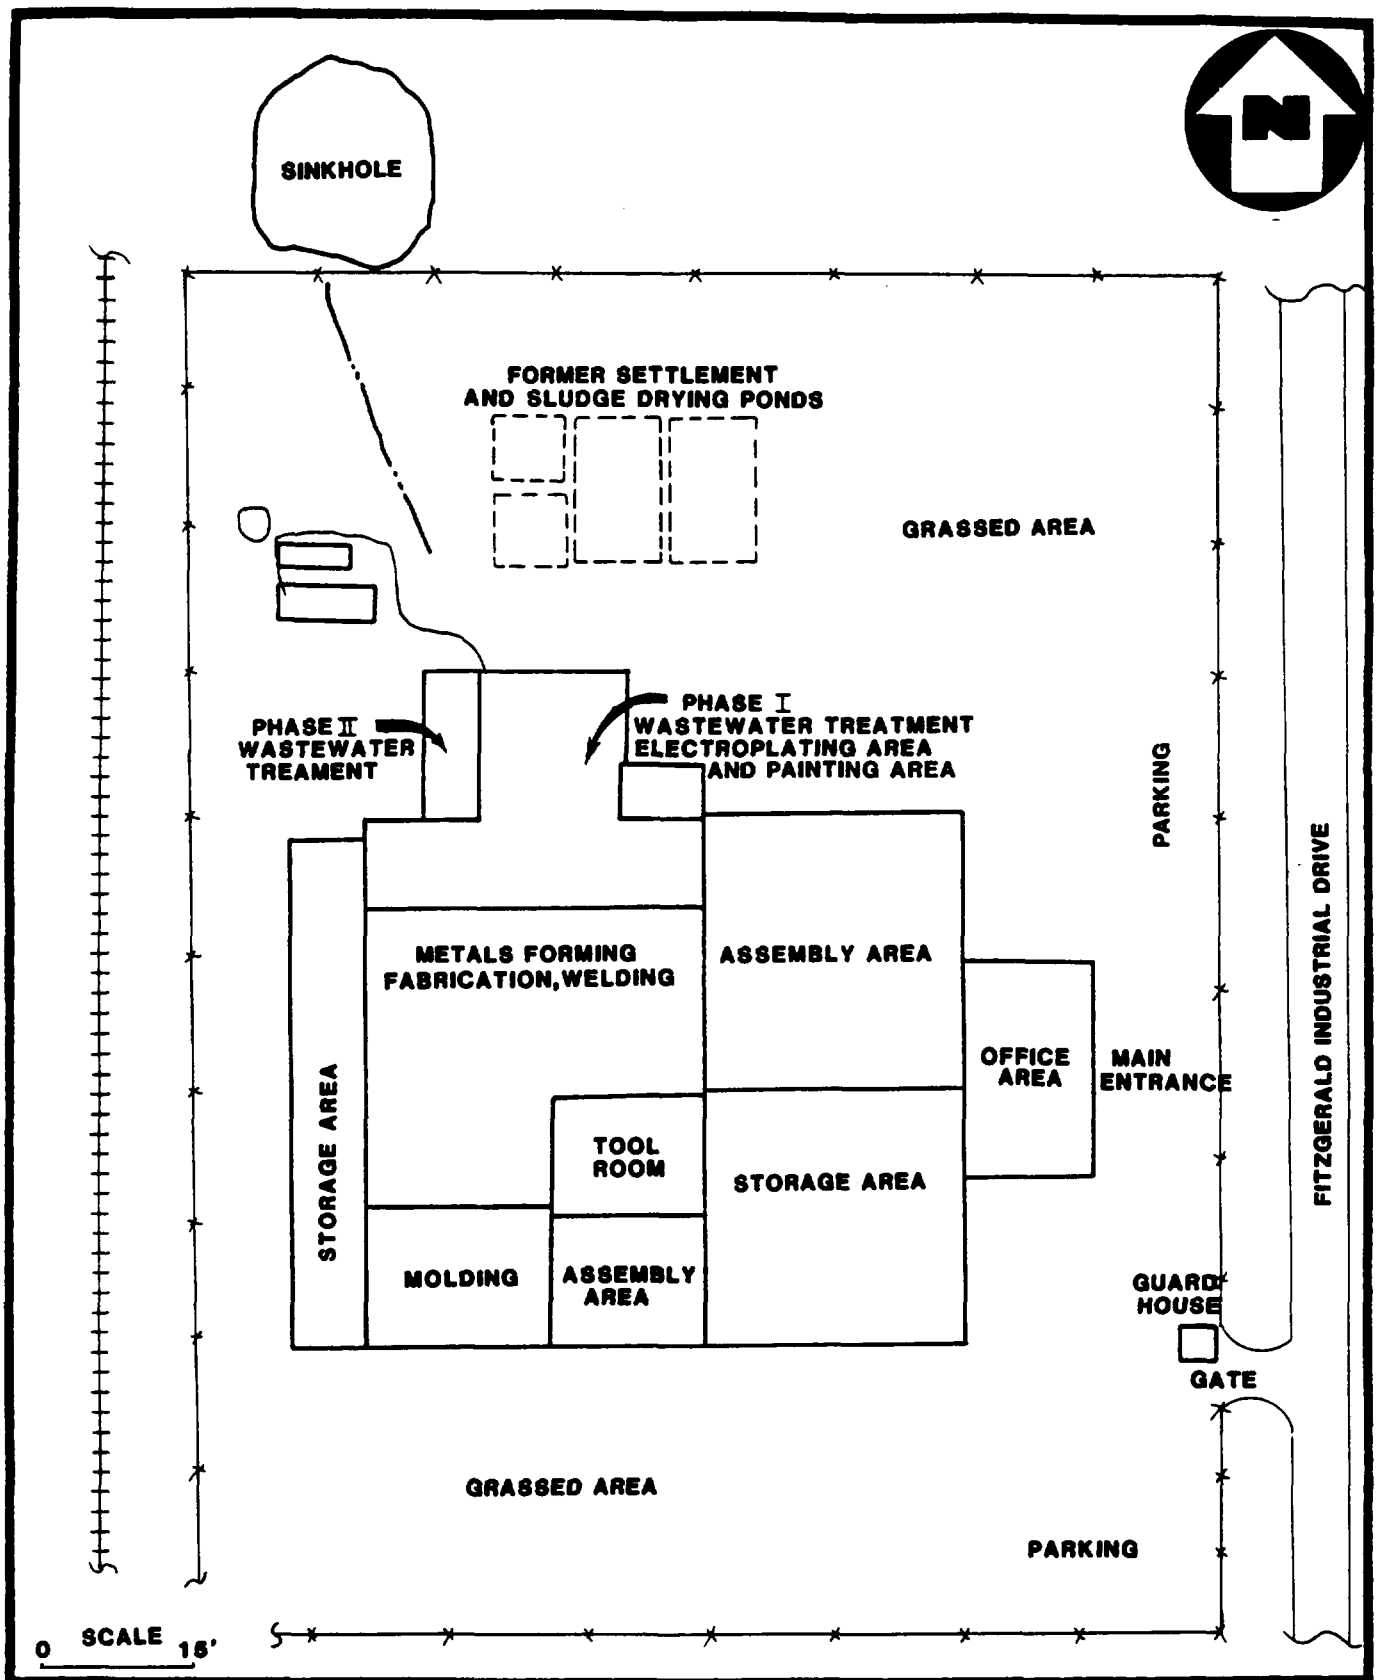 N
SINKHOLE
FORMER SETTLEMENT
AND SLUDGE DRYING PONDS
GRASSED AREA
PHASE II
WASTEWATER
TREAMENT
PHASE I
WASTEWATER TREATMENT
ELECTROPLATING AREA
AND PAINTING AREA
PARKING
FITZGERALD INDUSTRIAL DRIVE
METALS FORMING
FABRICATION, WELDING
ASSEMBLY AREA
STORAGE AREA
OFFICE
AREA
MAIN
ENTRANCE
TOOL
ROOM
STORAGE AREA
MOLDING
ASSEMBLY
AREA
GUARD
HOUSE
GATE
GRASSED AREA
PARKING
SCALE
0 15'